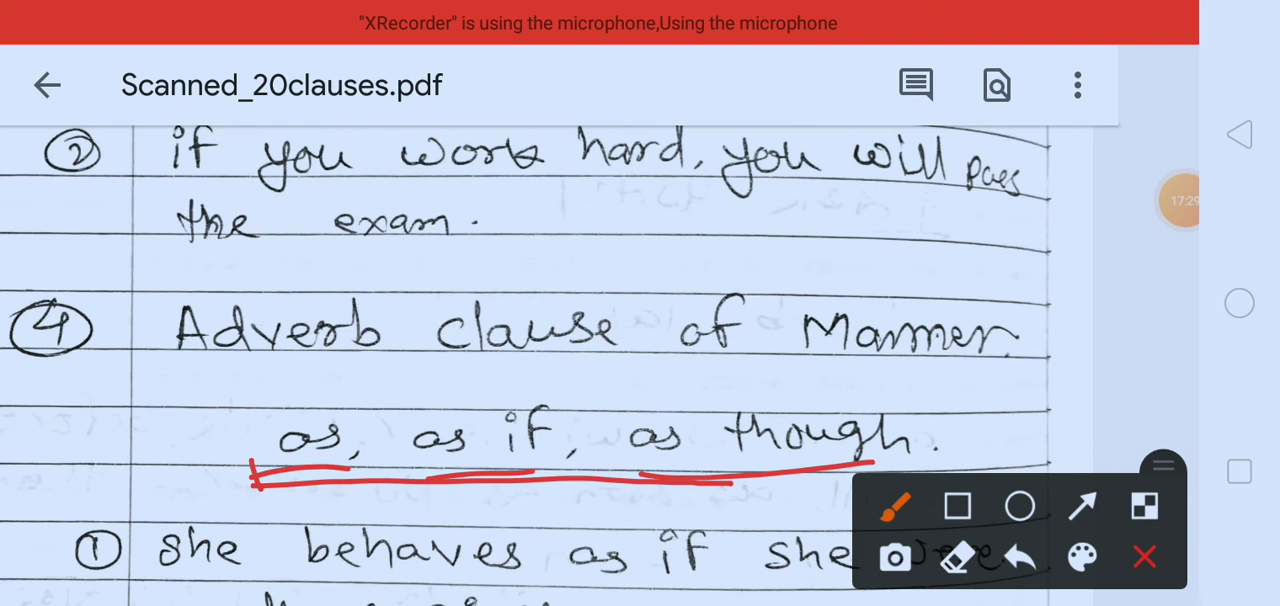 "XRecorder" is using the microphone,Using the microphone
Scanned_20clauses.pdf
② if you work hard, you will pass
the exam.
17:29
④ Adverb clause of Manner.
as, as if, as though.
① she behaves as if she were